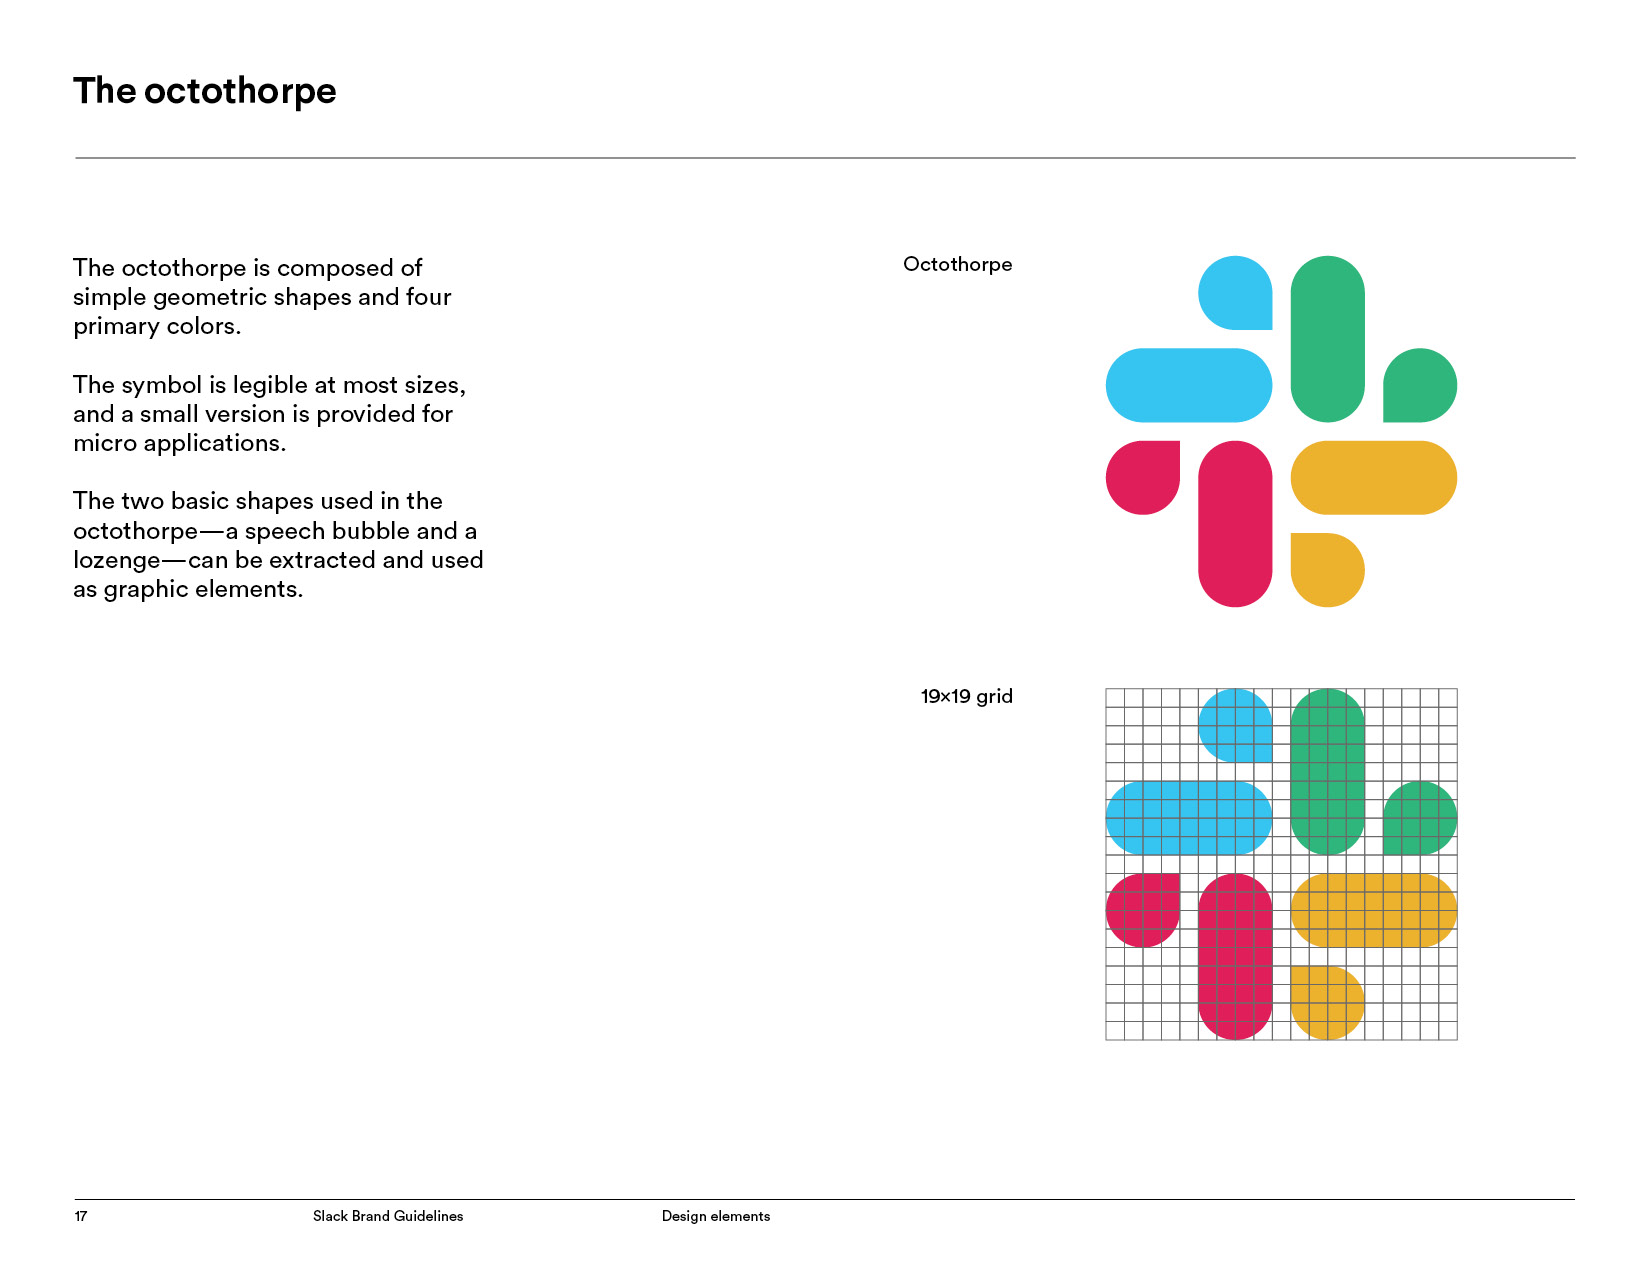 The octothorpe
The octothorpe is composed of
simple geometric shapes and four
primary colors.
The symbol is legible at most sizes,
and a small version is provided for
micro applications.
The two basic shapes used in the
octothorpe—a speech bubble and a
lozenge—can be extracted and used
as graphic elements.
Octothorpe
19×19 grid
17
Slack Brand Guidelines
Design elements